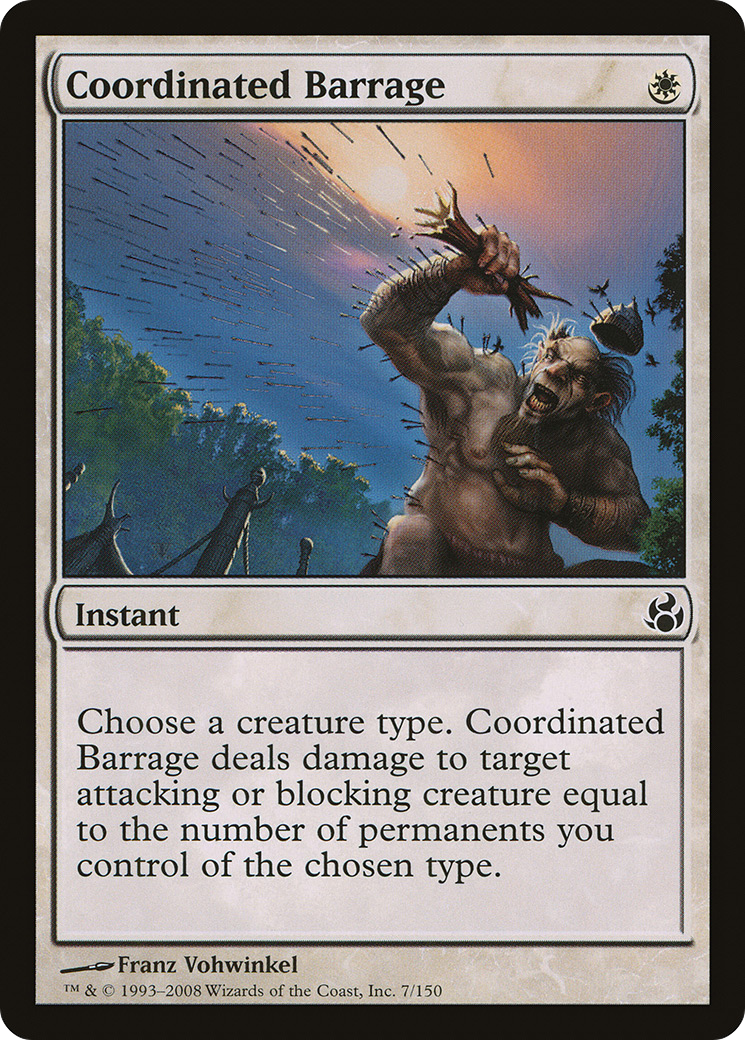 Coordinated Barrage
Instant
Choose a creature type. Coordinated
Barrage deals damage to target
attacking or blocking creature equal
to the number of permanents you
control of the chosen type.
Franz Vohwinkel
™ & © 1993–2008 Wizards of the Coast, Inc. 7/150